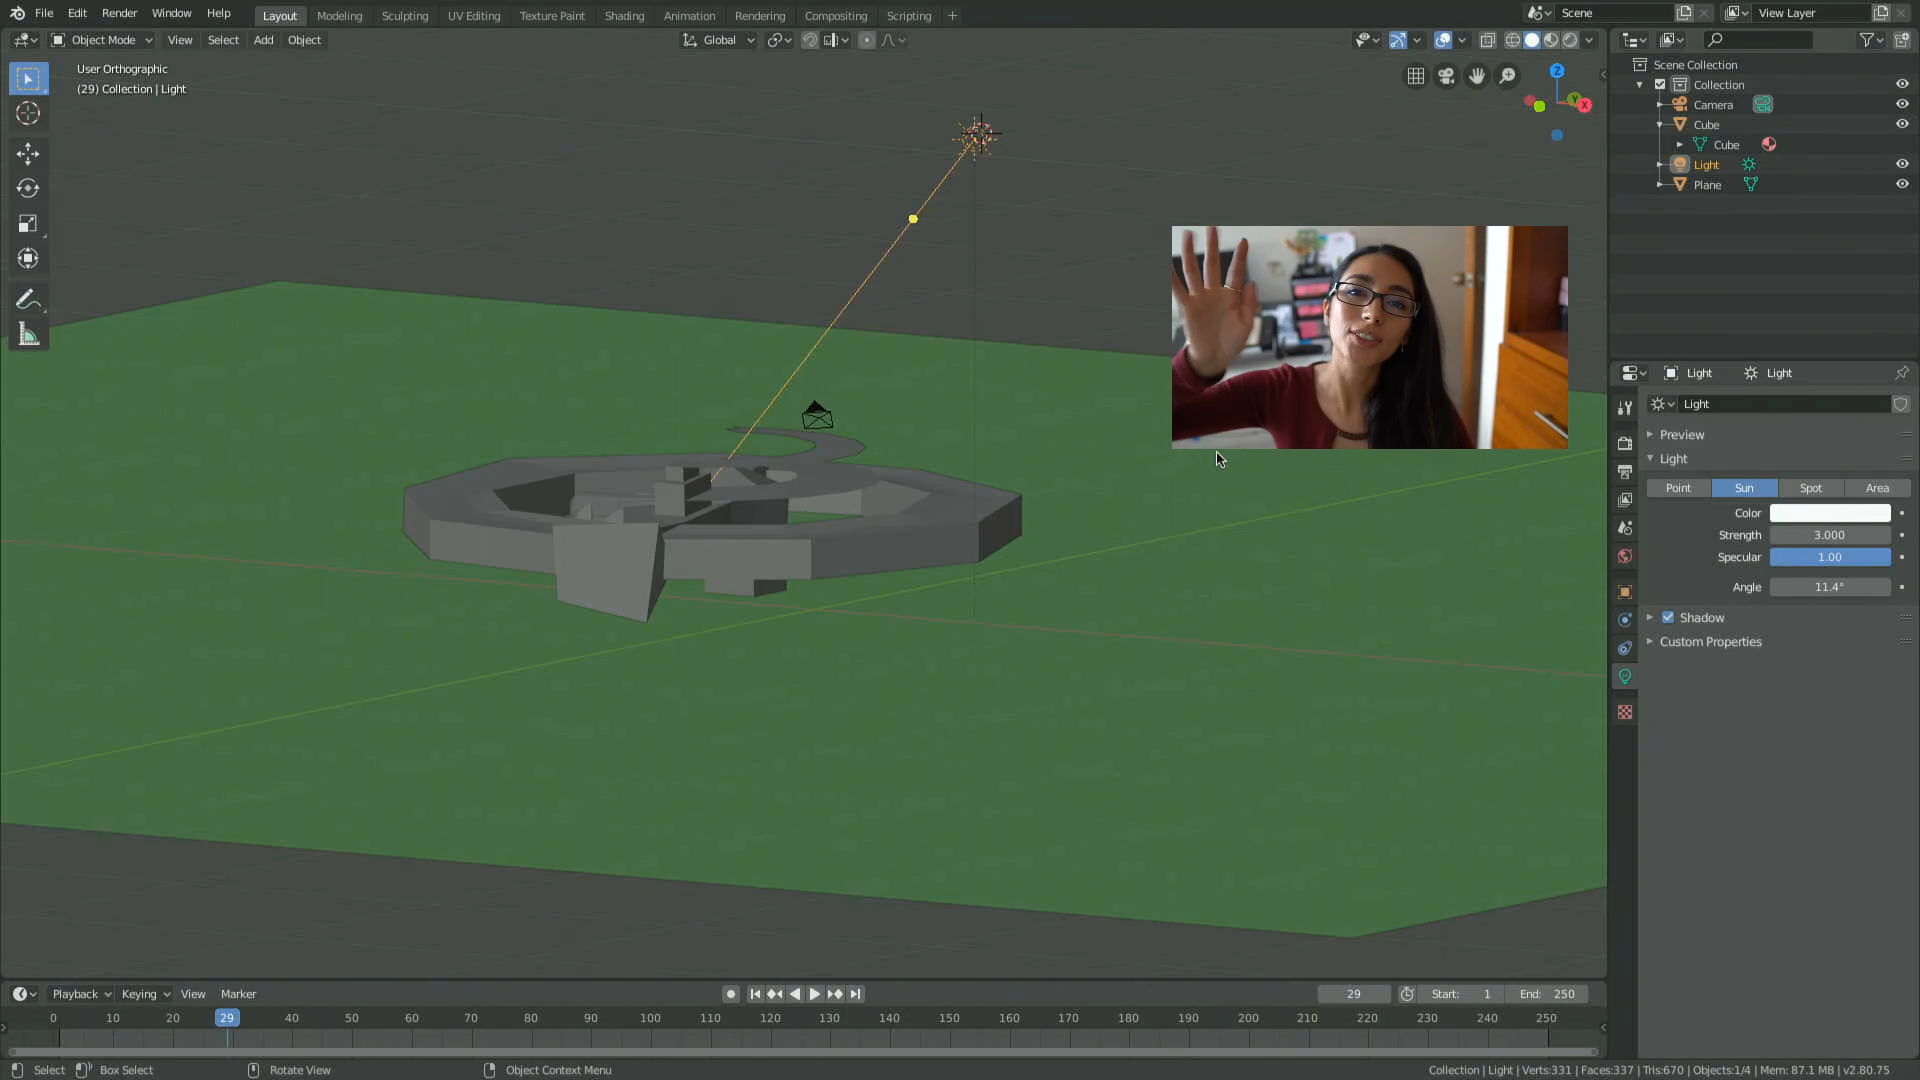 File Edit Render Window Help Layout Modeling Sculpting UV Editing Texture Paint Shading Animation Rendering Compositing Scripting + Scene View Layer
Object Mode View Select Add Object Global
User Orthographic
(29) Collection | Light
Z
Y
X
Scene Collection
Collection
Camera
Cube
Cube
Light
Plane
Light Light
Light
Preview
Light
Point Sun Spot Area
Color
Strength 3.000
Specular 1.00
Angle 11.4°
Shadow
Custom Properties
Playback Keying View Marker 29 Start: 1 End: 250
0 10 20 29 40 50 60 70 80 90 100 110 120 130 140 150 160 170 180 190 200 210 220 230 240 250
Select Box Select Rotate View Object Context Menu Collection | Light | Verts:331 | Faces:337 | Tris:670 | Objects:1/4 | Mem: 87.1 MB | v2.80.75